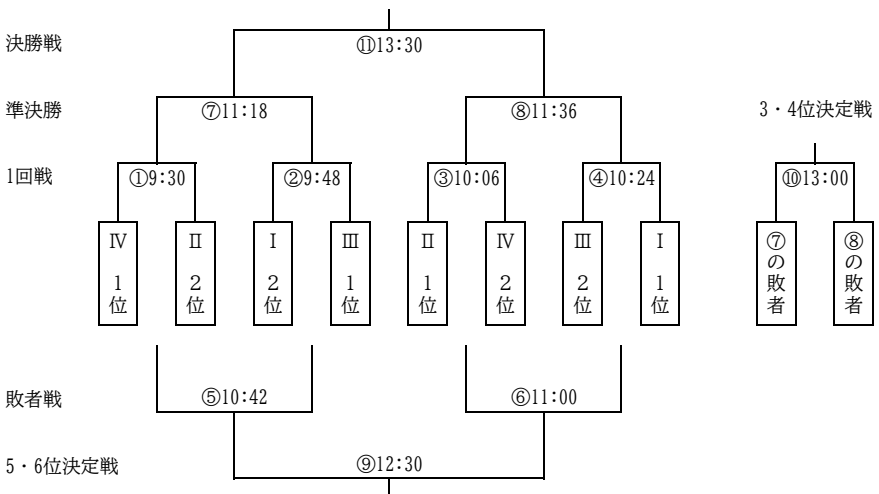 決勝戦 ⑪13:30
準決勝 ⑦11:18 ⑧11:36 3・4位決定戦
1回戦 ①9:30 ②9:48 ③10:06 ④10:24 ⑩13:00
Ⅳ 1位
Ⅱ 2位
Ⅰ 2位
Ⅲ 1位
Ⅱ 1位
Ⅳ 2位
Ⅲ 2位
Ⅰ 1位
⑦の敗者
⑧の敗者
敗者戦 ⑤10:42 ⑥11:00
5・6位決定戦 ⑨12:30